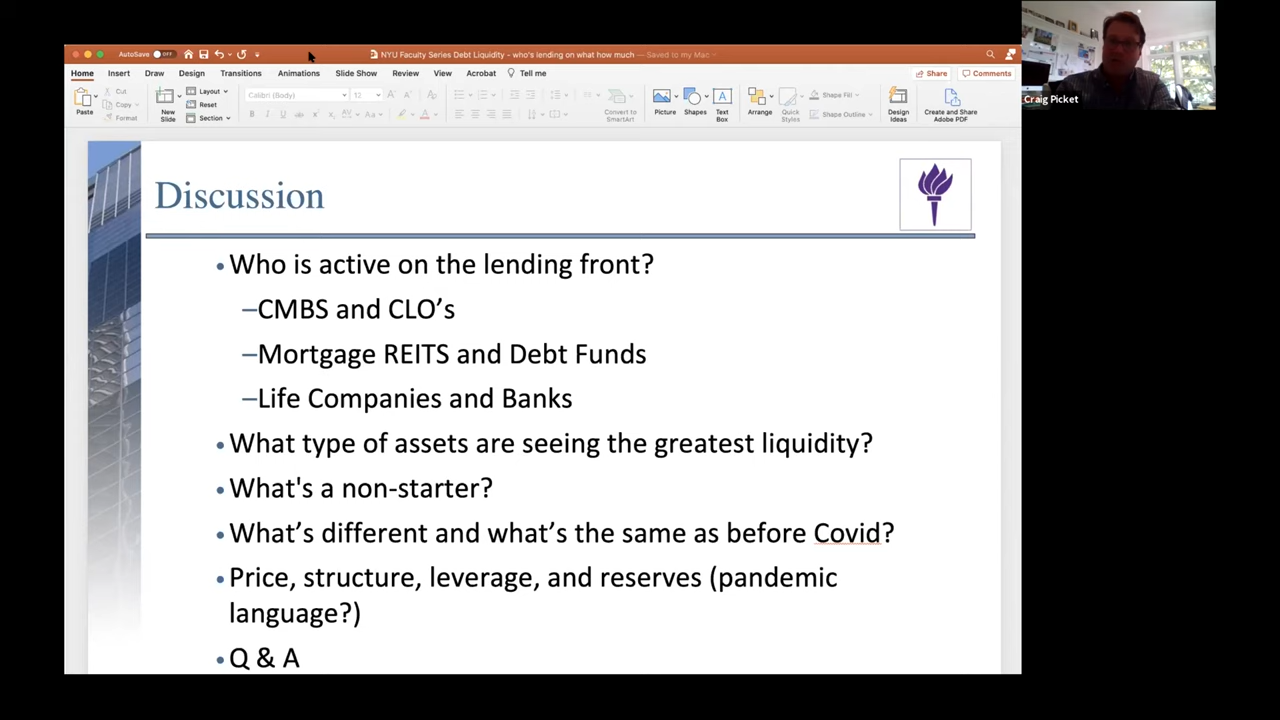 AutoSave OFF
NYU Faculty Series Debt Liquidity - who's lending on what how much — Saved to my Mac
Home Insert Draw Design Transitions Animations Slide Show Review View Acrobat Tell me Share Comments
Paste
Cut
Copy
Format
New Slide
Layout
Reset
Section
Calibri (Body) 12
Convert to SmartArt
Picture
Shapes
Text Box
Arrange
Quick Styles
Shape Fill
Shape Outline
Design Ideas
Create and Share Adobe PDF
Craig Picket
Discussion
•Who is active on the lending front?
–CMBS and CLO’s
–Mortgage REITS and Debt Funds
–Life Companies and Banks
•What type of assets are seeing the greatest liquidity?
•What's a non-starter?
•What’s different and what’s the same as before Covid?
•Price, structure, leverage, and reserves (pandemic
language?)
•Q & A